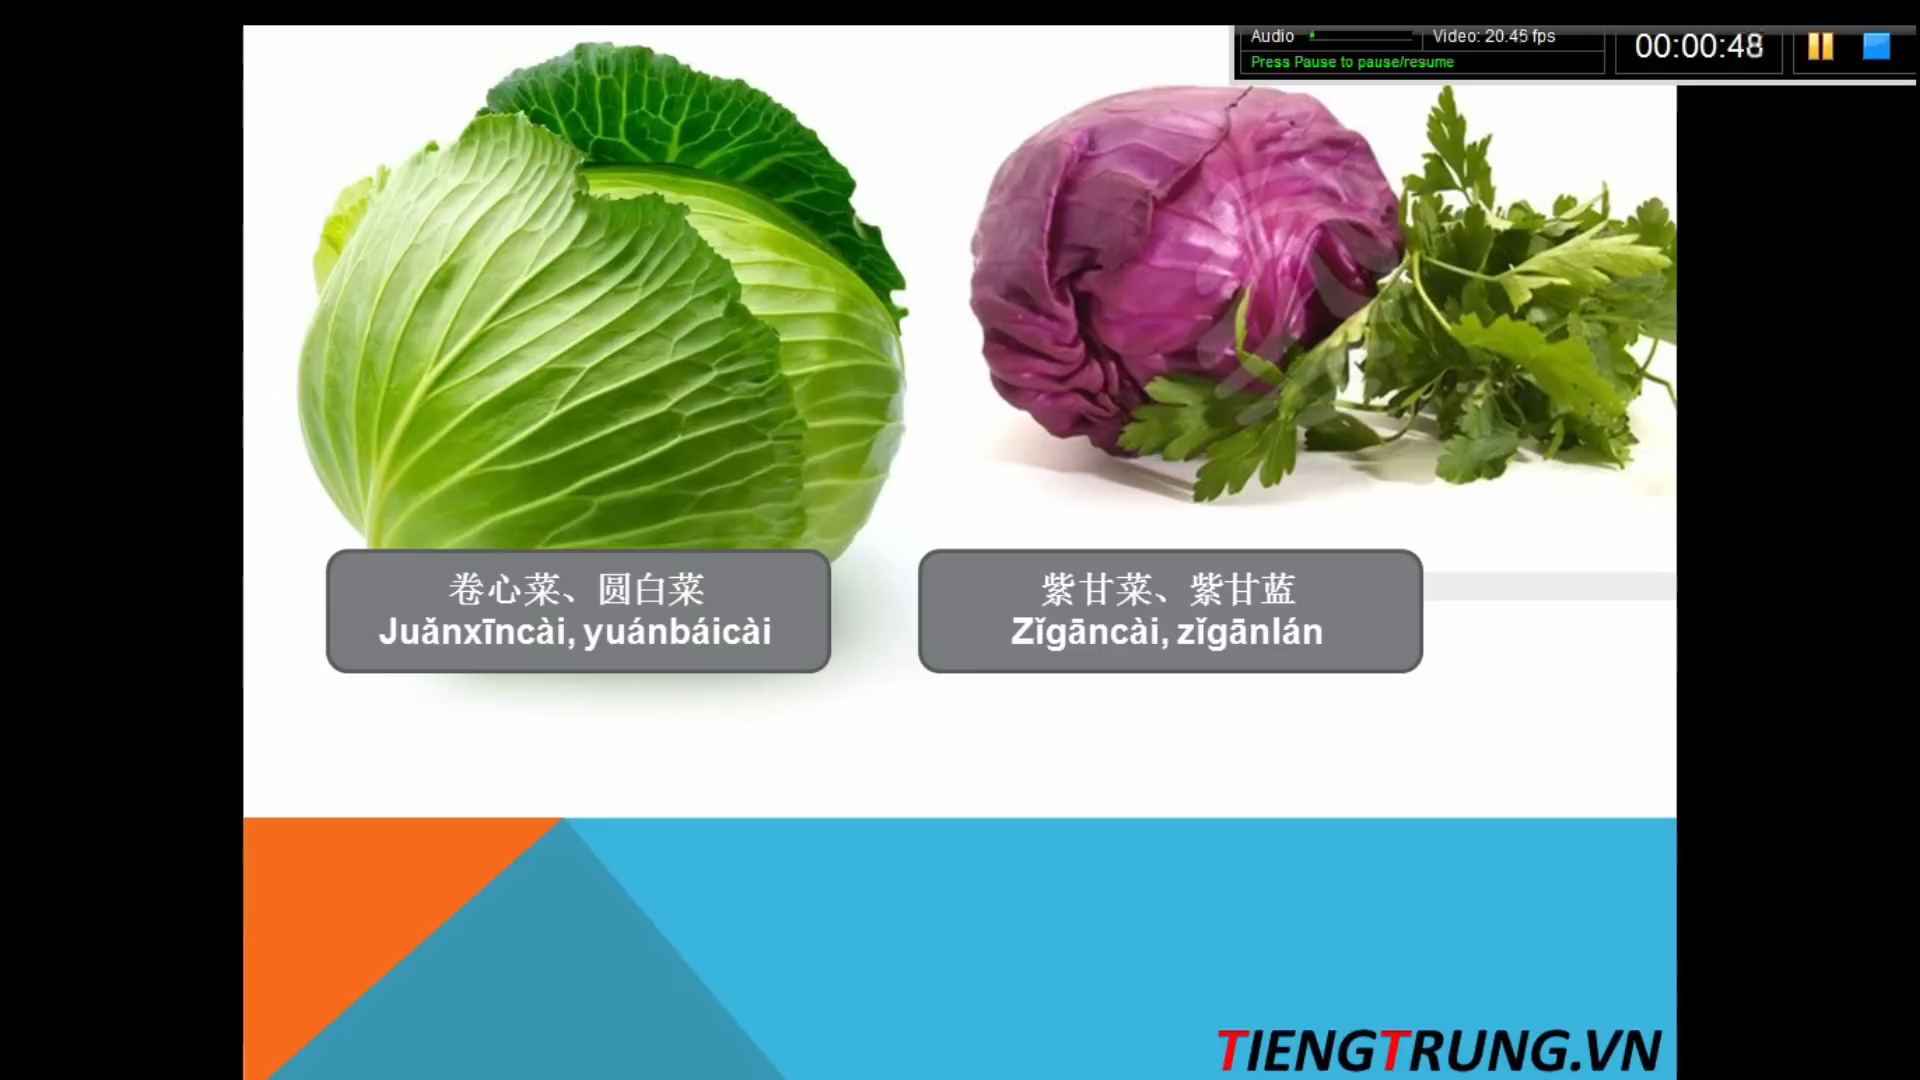 Audio
Video: 20.45 fps
00:00:48
Press Pause to pause/resume
卷心菜、圆白菜
Juǎnxīncài, yuánbáicài
紫甘菜、紫甘蓝
Zǐgāncài, zǐgānlán
TIENGTRUNG.VN